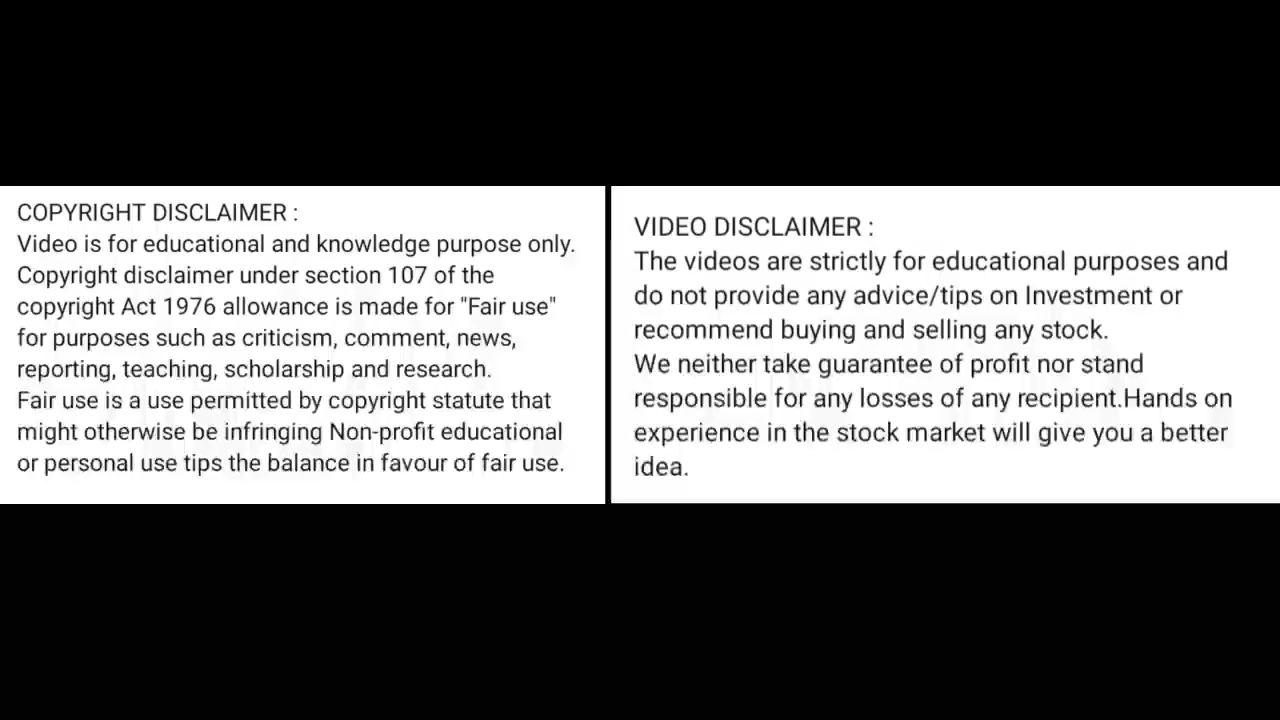 COPYRIGHT DISCLAIMER :
Video is for educational and knowledge purpose only.
Copyright disclaimer under section 107 of the
copyright Act 1976 allowance is made for "Fair use"
for purposes such as criticism, comment, news,
reporting, teaching, scholarship and research.
Fair use is a use permitted by copyright statute that
might otherwise be infringing Non-profit educational
or personal use tips the balance in favour of fair use.
VIDEO DISCLAIMER :
The videos are strictly for educational purposes and
do not provide any advice/tips on Investment or
recommend buying and selling any stock.
We neither take guarantee of profit nor stand
responsible for any losses of any recipient.Hands on
experience in the stock market will give you a better
idea.